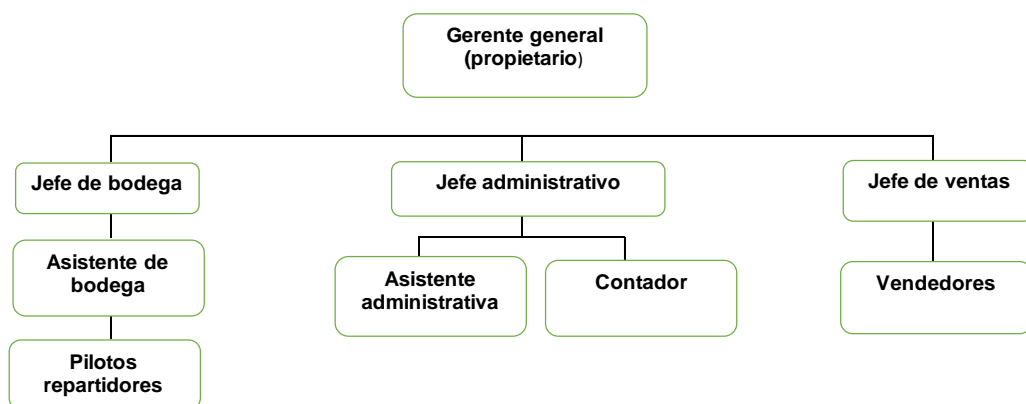 Gerente general
(propietario)
Jefe de bodega
Jefe administrativo
Jefe de ventas
Asistente de
bodega
Asistente
administrativa
Contador
Vendedores
Pilotos
repartidores